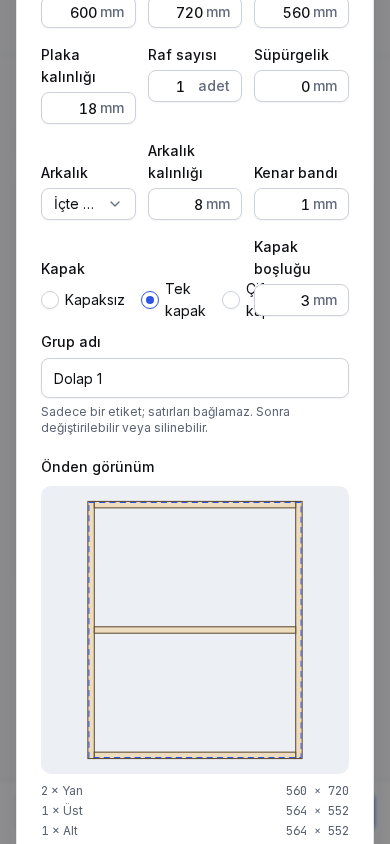 600 mm 720 mm 560 mm
Plaka kalınlığı Raf sayısı Süpürgelik
18 mm 1 adet 0 mm
Arkalık Arkalık kalınlığı Kenar bandı
İçte ... 8 mm 1 mm
Kapak Kapak boşluğu
Kapaksız Tek kapak 3 mm
Grup adı
Dolap 1
Sadece bir etiket; satırları bağlamaz. Sonra
değiştirilebilir veya silinebilir.
Önden görünüm
2 × Yan 560 × 720
1 × Üst 564 × 552
1 × Alt 564 × 552